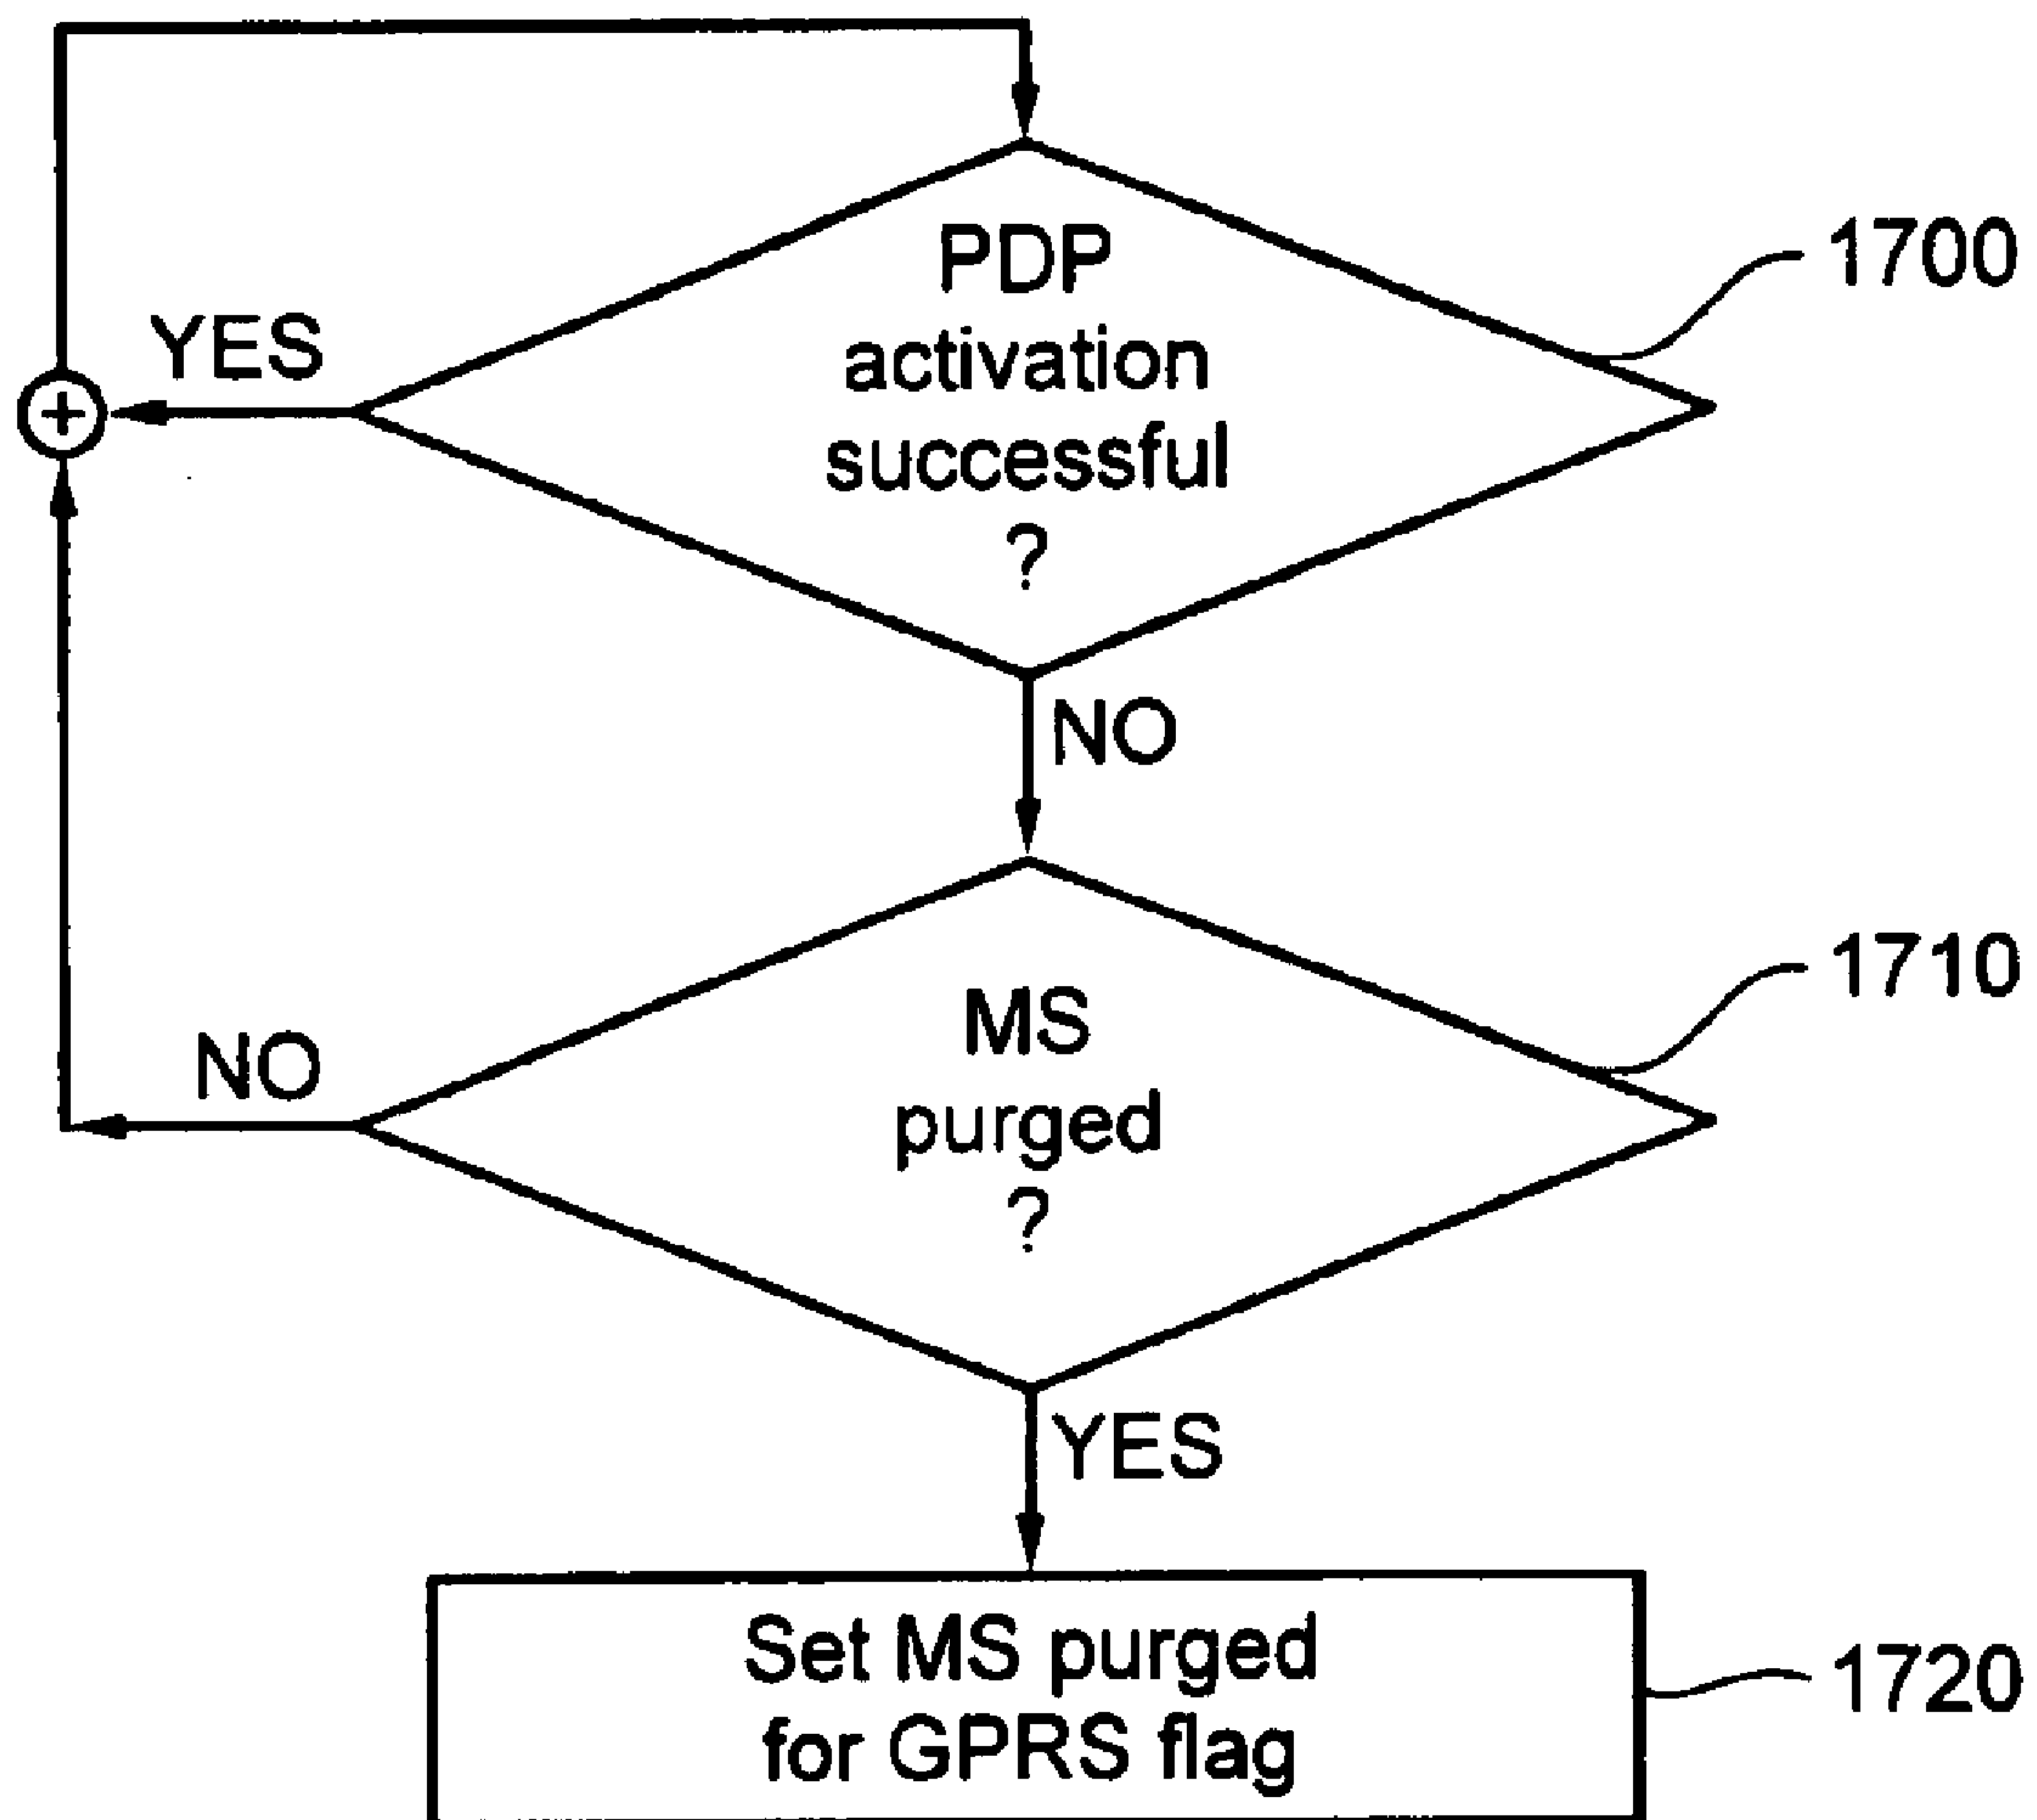 PDP
activation
successful
?
1700
YES
+
NO
MS
purged
?
1710
NO
YES
Set MS purged
for GPRS flag
1720